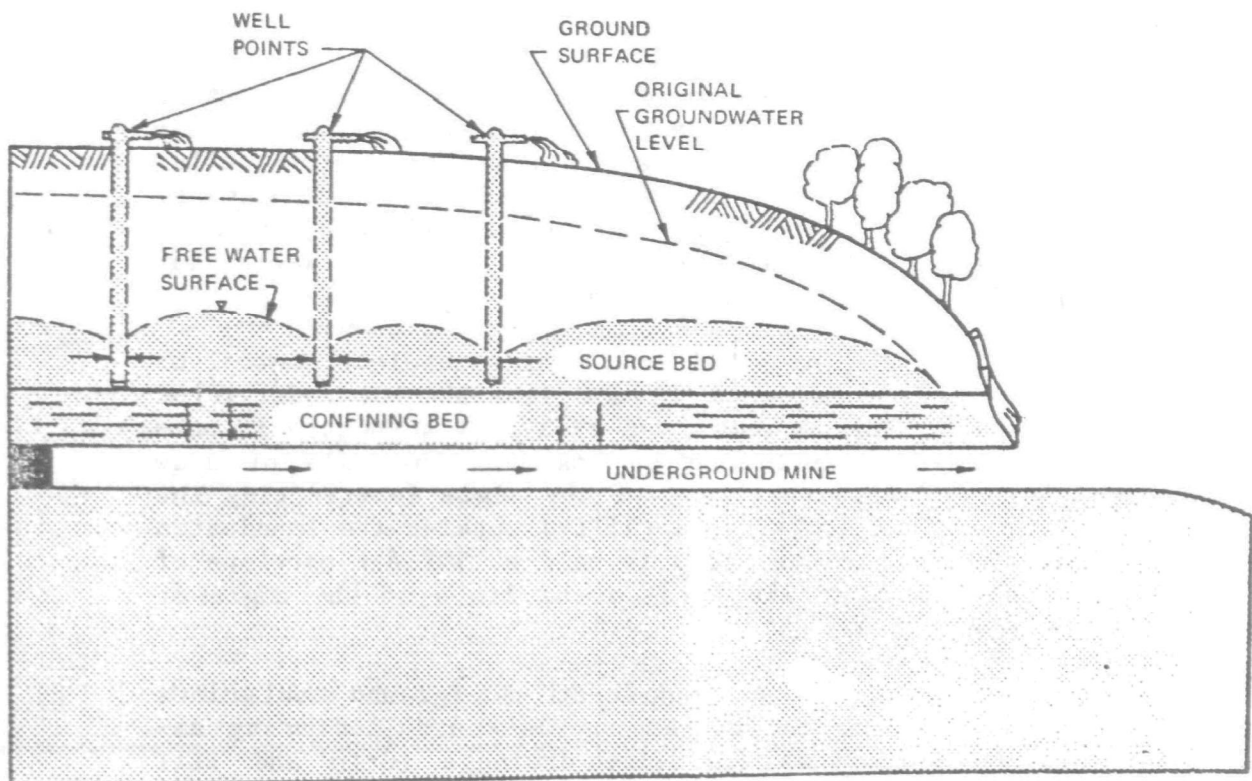 WELL
POINTS
GROUND
SURFACE
ORIGINAL
GROUNDWATER
LEVEL
FREE WATER
SURFACE
SOURCE BED
CONFINING BED
UNDERGROUND MINE